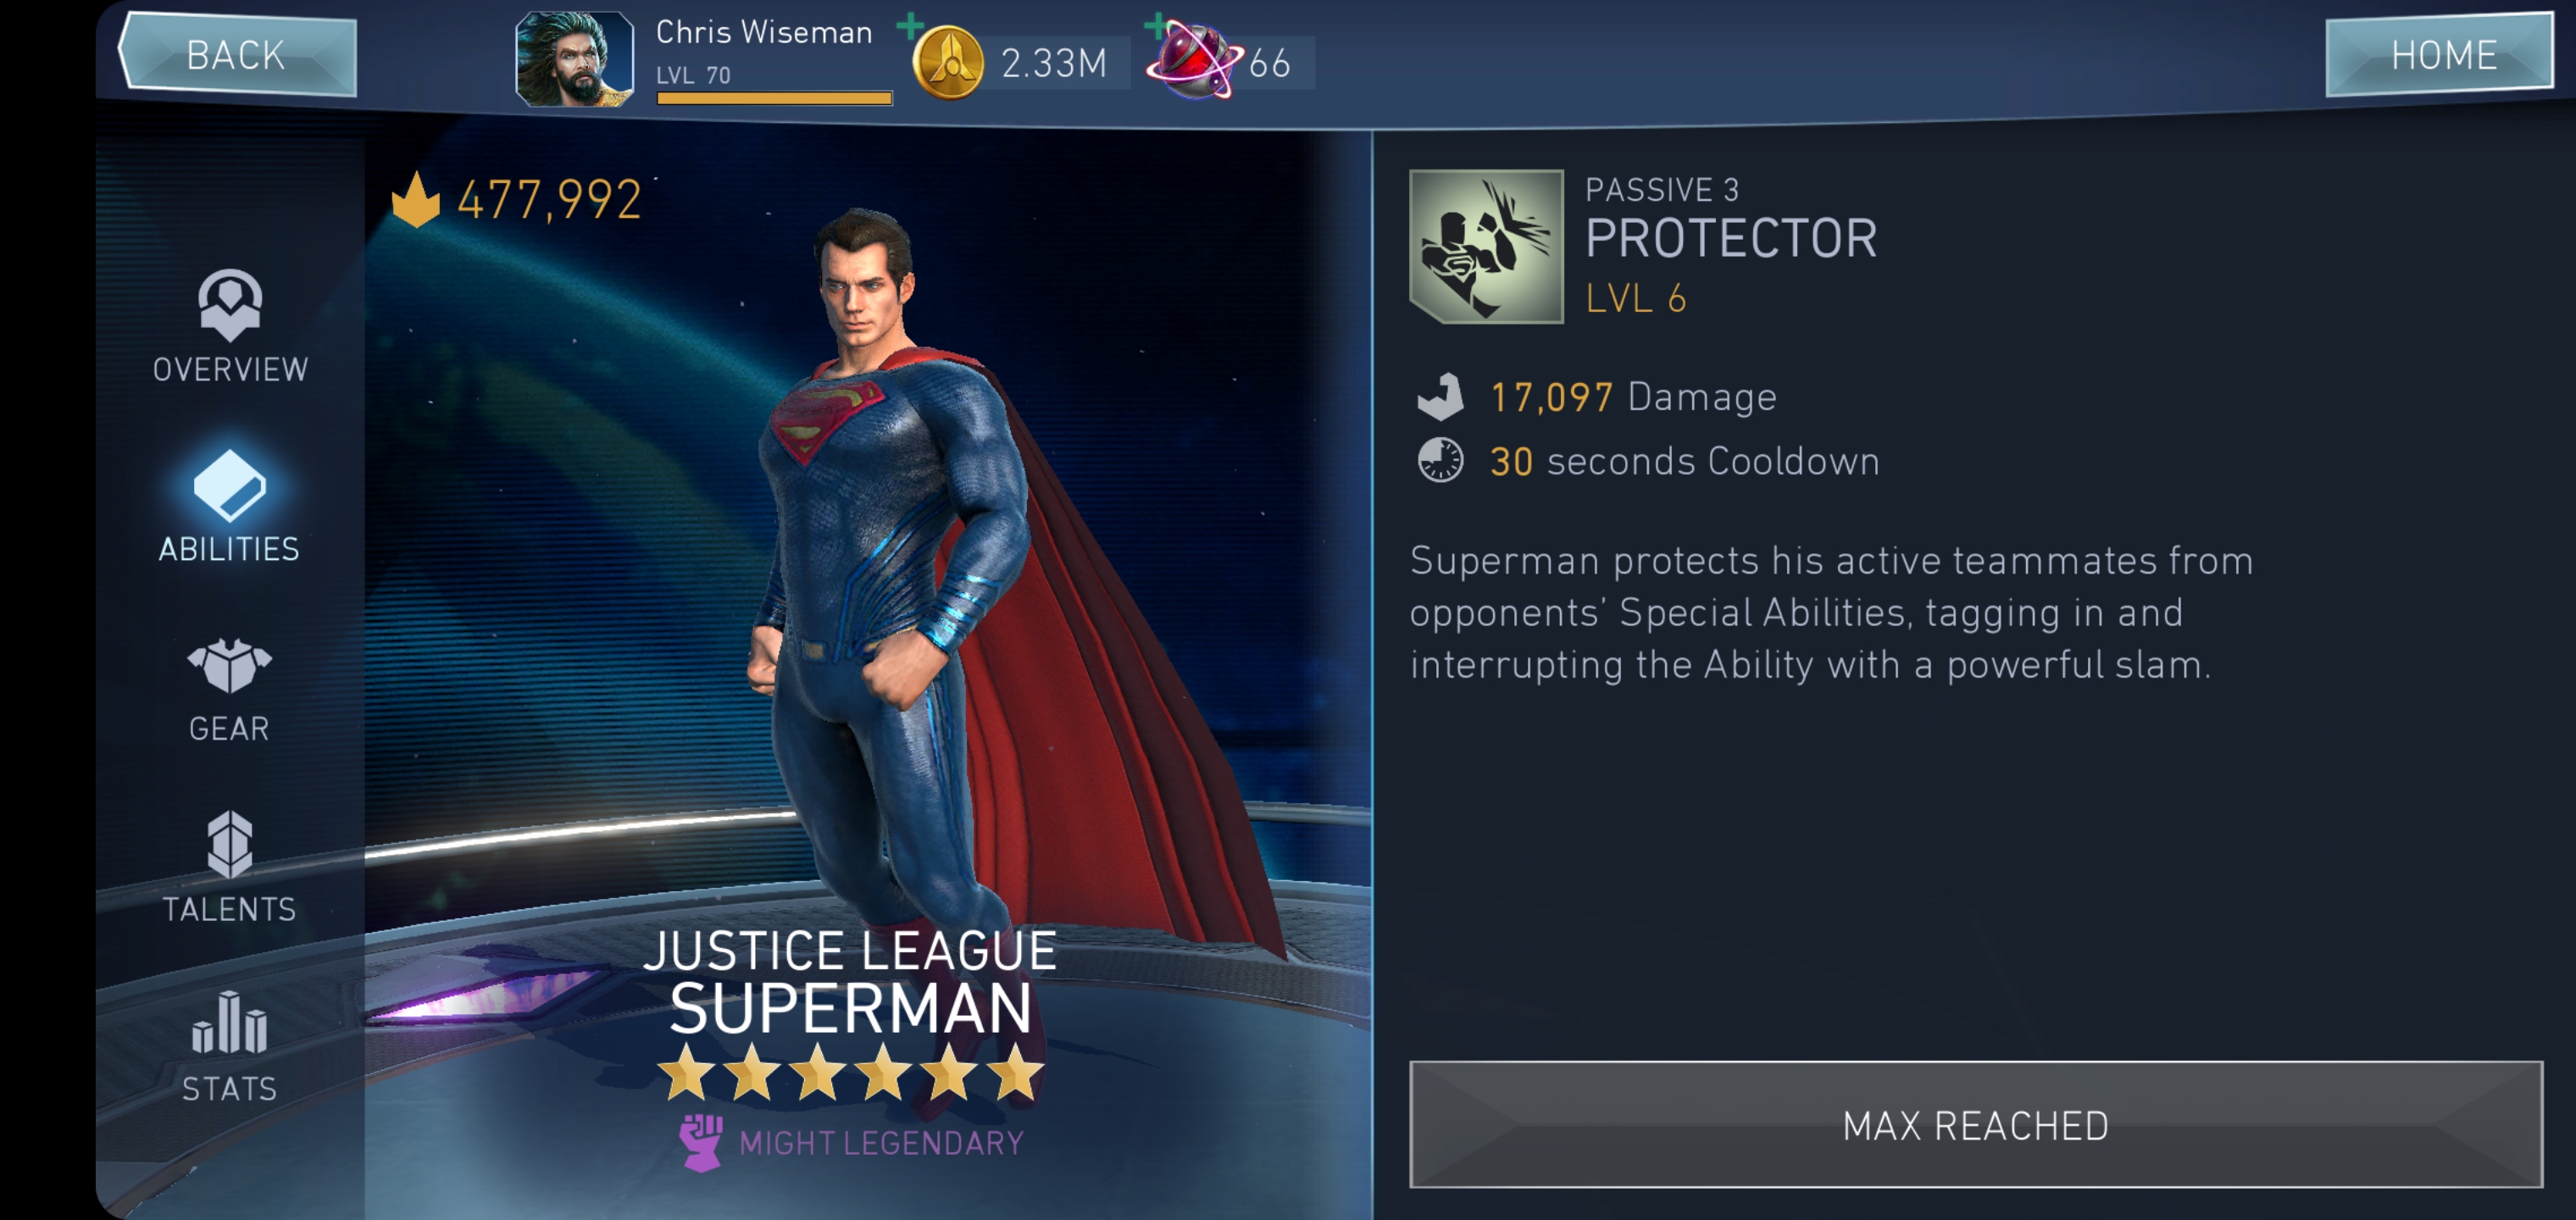 BACK
Chris Wiseman
LVL 70
2.33M
66
HOME
477,992
OVERVIEW
ABILITIES
GEAR
TALENTS
STATS
JUSTICE LEAGUE
SUPERMAN
MIGHT LEGENDARY
PASSIVE 3
PROTECTOR
LVL 6
17,097 Damage
30 seconds Cooldown
Superman protects his active teammates from
opponents’ Special Abilities, tagging in and
interrupting the Ability with a powerful slam.
MAX REACHED